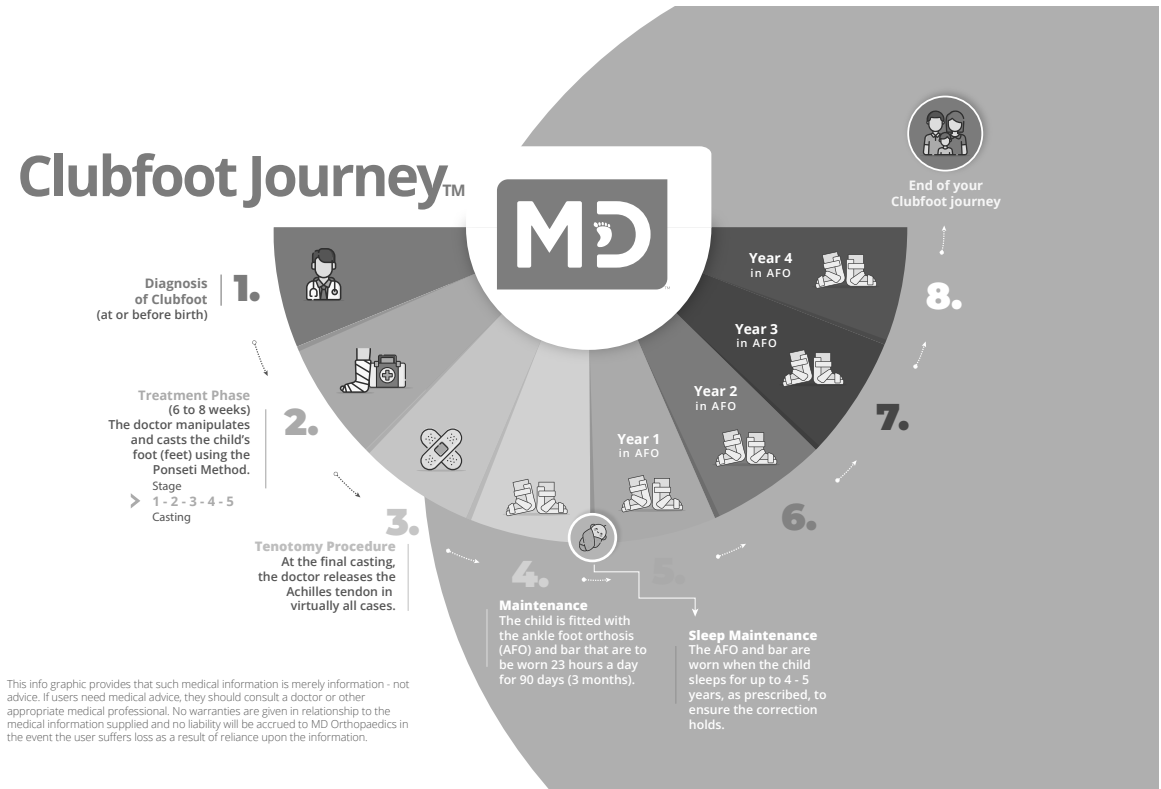 Clubfoot Journey™
MD
™
1.
Diagnosis
of Clubfoot
(at or before birth)
2.
Treatment Phase
(6 to 8 weeks)
The doctor manipulates
and casts the child’s
foot (feet) using the
Ponseti Method.
Stage
> 1 - 2 - 3 - 4 - 5
Casting
3.
Tenotomy Procedure
At the final casting,
the doctor releases the
Achilles tendon in
virtually all cases.
4.
Maintenance
The child is fitted with
the ankle foot orthosis
(AFO) and bar that are to
be worn 23 hours a day
for 90 days (3 months).
5.
Sleep Maintenance
The AFO and bar are
worn when the child
sleeps for up to 4 - 5
years, as prescribed, to
ensure the correction
holds.
Year 1
in AFO
6.
Year 2
in AFO
7.
Year 3
in AFO
8.
Year 4
in AFO
End of your
Clubfoot journey
This info graphic provides that such medical information is merely information - not
advice. If users need medical advice, they should consult a doctor or other
appropriate medical professional. No warranties are given in relationship to the
medical information supplied and no liability will be accrued to MD Orthopaedics in
the event the user suffers loss as a result of reliance upon the information.